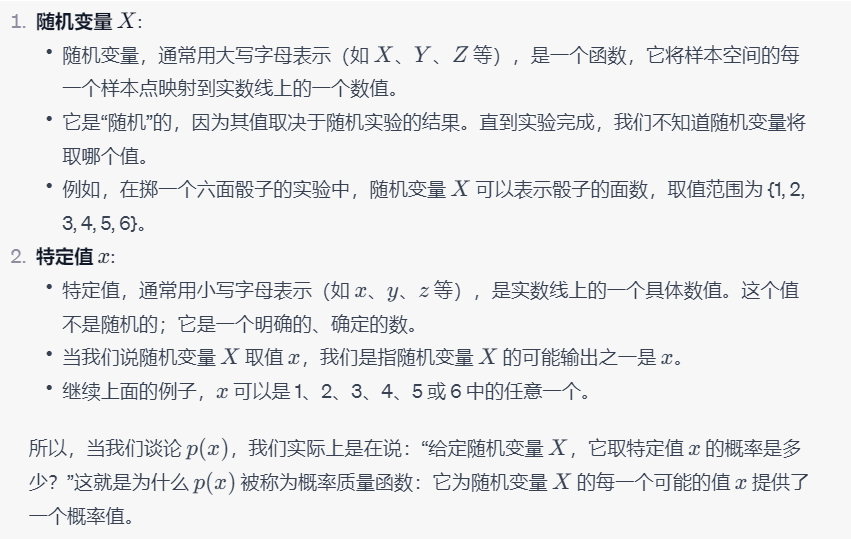 1. 随机变量 X:
• 随机变量，通常用大写字母表示（如 X、Y、Z 等），是一个函数，它将样本空间的每
一个样本点映射到实数线上的一个数值。
• 它是“随机”的，因为其值取决于随机实验的结果。直到实验完成，我们不知道随机变量将
取哪个值。
• 例如，在掷一个六面骰子的实验中，随机变量 X 可以表示骰子的面数，取值范围为 {1, 2,
3, 4, 5, 6}。
2. 特定值 x:
• 特定值，通常用小写字母表示（如 x、y、z 等），是实数线上的一个具体数值。这个值
不是随机的；它是一个明确的、确定的数。
• 当我们说随机变量 X 取值 x，我们是指随机变量 X 的可能输出之一是 x。
• 继续上面的例子，x 可以是 1、2、3、4、5 或 6 中的任意一个。
所以，当我们谈论 p(x)，我们实际上是在说：“给定随机变量 X，它取特定值 x 的概率是多
少？”这就是为什么 p(x) 被称为概率质量函数：它为随机变量 X 的每一个可能的值 x 提供了
一个概率值。